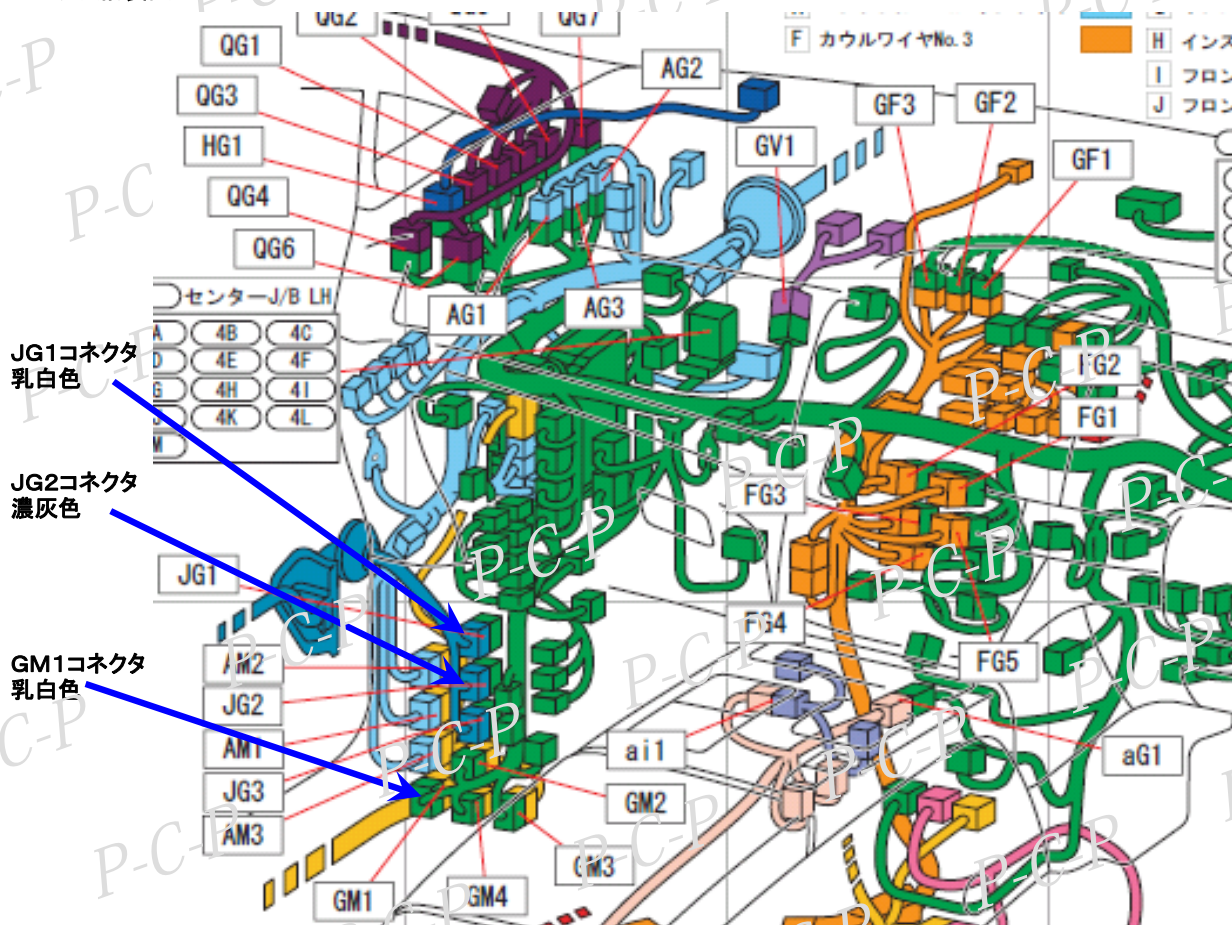 QG2
QG7
QG1
AG2
F カウルワイヤNo.3
H インス
I フロン
J フロン
QG3
GF3
GF2
HG1
GV1
GF1
QG4
QG6
センターJ/B LH
AG1
AG3
4B 4C
4E 4F
4H 4I
4K 4L
M
JG1コネクタ
乳白色
FG2
FG1
JG2コネクタ
濃灰色
FG3
JG1
FG4
GM1コネクタ
乳白色
AM2
FG5
JG2
AM1
ai1
aG1
JG3
GM2
AM3
GM3
GM1
GM4
P-C-P
P-C-P
P-C-P
P-C-P
P-C-P
P-C-P
P-C-P
P-C-P
P-C-P
P-C-P
P-C-P
P-C-P
P-C-P
P-C-P